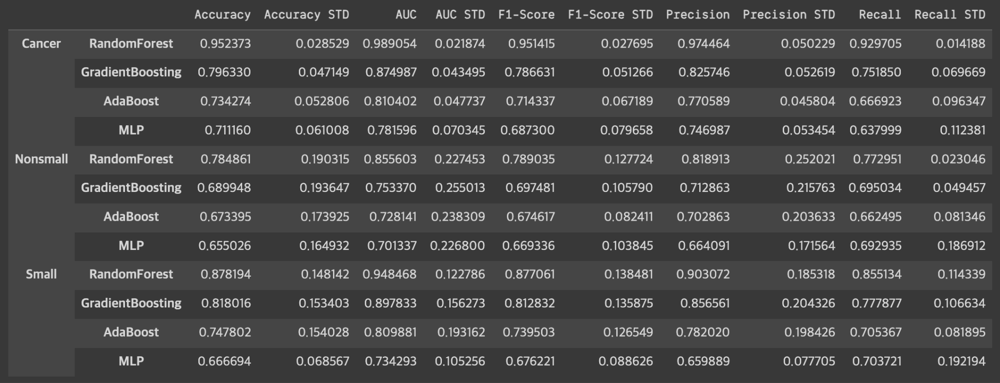 Accuracy Accuracy STD AUC AUC STD F1-Score F1-Score STD Precision Precision STD Recall Recall STD
Cancer RandomForest 0.952373 0.028529 0.989054 0.021874 0.951415 0.027695 0.974464 0.050229 0.929705 0.014188
GradientBoosting 0.796330 0.047149 0.874987 0.043495 0.786631 0.051266 0.825746 0.052619 0.751850 0.069669
AdaBoost 0.734274 0.052806 0.810402 0.047737 0.714337 0.067189 0.770589 0.045804 0.666923 0.096347
MLP 0.711160 0.061008 0.781596 0.070345 0.687300 0.079658 0.746987 0.053454 0.637999 0.112381
Nonsmall RandomForest 0.784861 0.190315 0.855603 0.227453 0.789035 0.127724 0.818913 0.252021 0.772951 0.023046
GradientBoosting 0.689948 0.193647 0.753370 0.255013 0.697481 0.105790 0.712863 0.215763 0.695034 0.049457
AdaBoost 0.673395 0.173925 0.728141 0.238309 0.674617 0.082411 0.702863 0.203633 0.662495 0.081346
MLP 0.655026 0.164932 0.701337 0.226800 0.669336 0.103845 0.664091 0.171564 0.692935 0.186912
Small RandomForest 0.878194 0.148142 0.948468 0.122786 0.877061 0.138481 0.903072 0.185318 0.855134 0.114339
GradientBoosting 0.818016 0.153403 0.897833 0.156273 0.812832 0.135875 0.856561 0.204326 0.777877 0.106634
AdaBoost 0.747802 0.154028 0.809881 0.193162 0.739503 0.126549 0.782020 0.198426 0.705367 0.081895
MLP 0.666694 0.068567 0.734293 0.105256 0.676221 0.088626 0.659889 0.077705 0.703721 0.192194